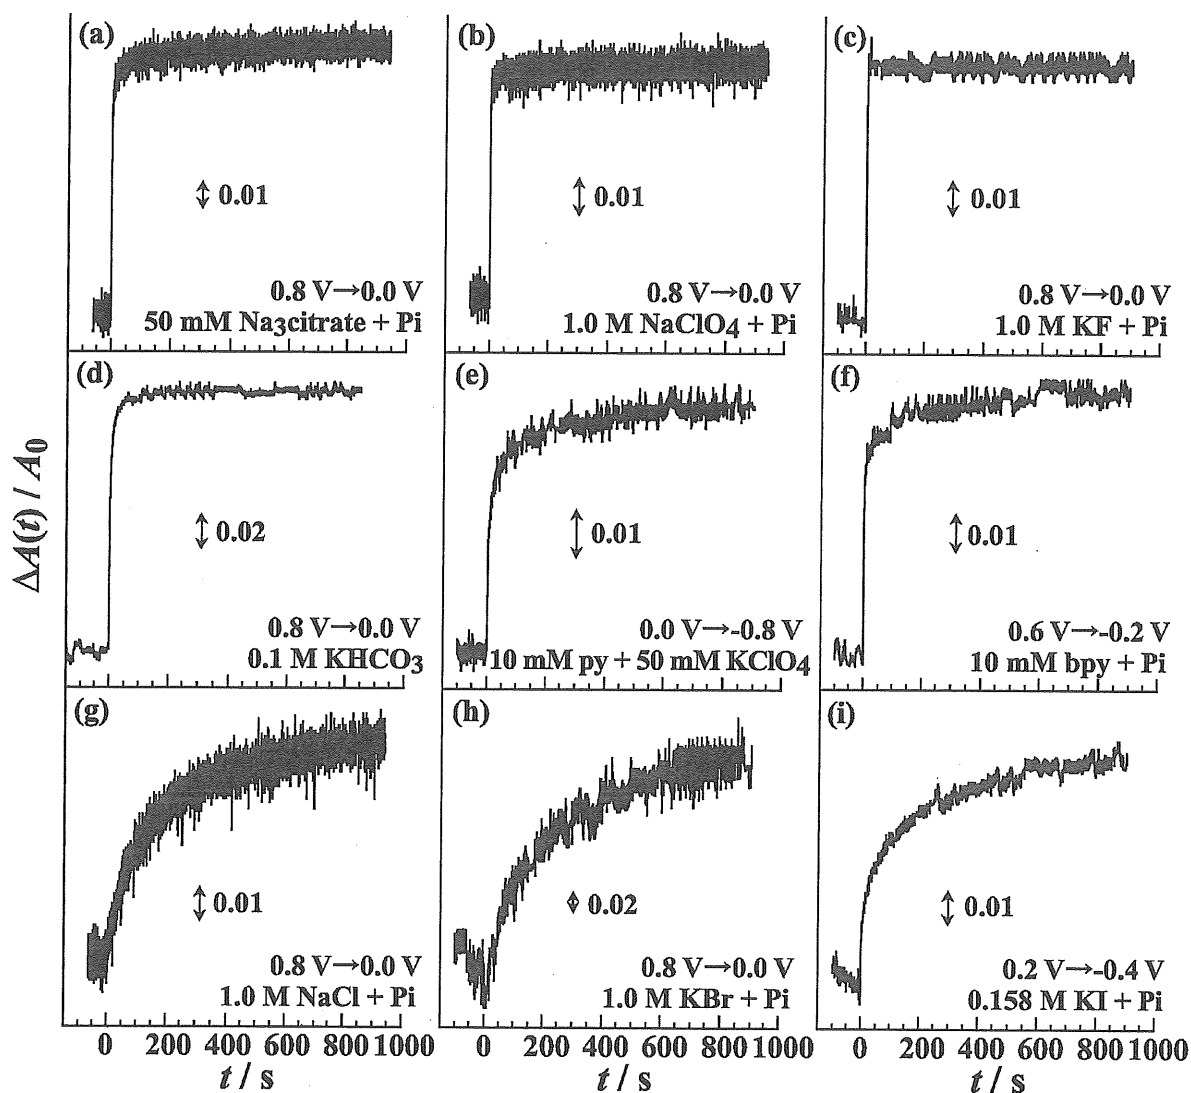 (a)
0.01
0.8 V→0.0 V
50 mM Na3citrate + Pi
(b)
0.01
0.8 V→0.0 V
1.0 M NaClO4 + Pi
(c)
0.01
0.8 V→0.0 V
1.0 M KF + Pi
(d)
0.02
0.8 V→0.0 V
0.1 M KHCO3
(e)
0.01
0.0 V→-0.8 V
10 mM py + 50 mM KClO4
(f)
0.01
0.6 V→-0.2 V
10 mM bpy + Pi
ΔA(t) / A0
(g)
0.01
0.8 V→0.0 V
1.0 M NaCl + Pi
(h)
0.02
0.8 V→0.0 V
1.0 M KBr + Pi
(i)
0.01
0.2 V→-0.4 V
0.158 M KI + Pi
0 200 400 600 800 1000
t / s
0 200 400 600 800 1000
t / s
0 200 400 600 800 1000
t / s